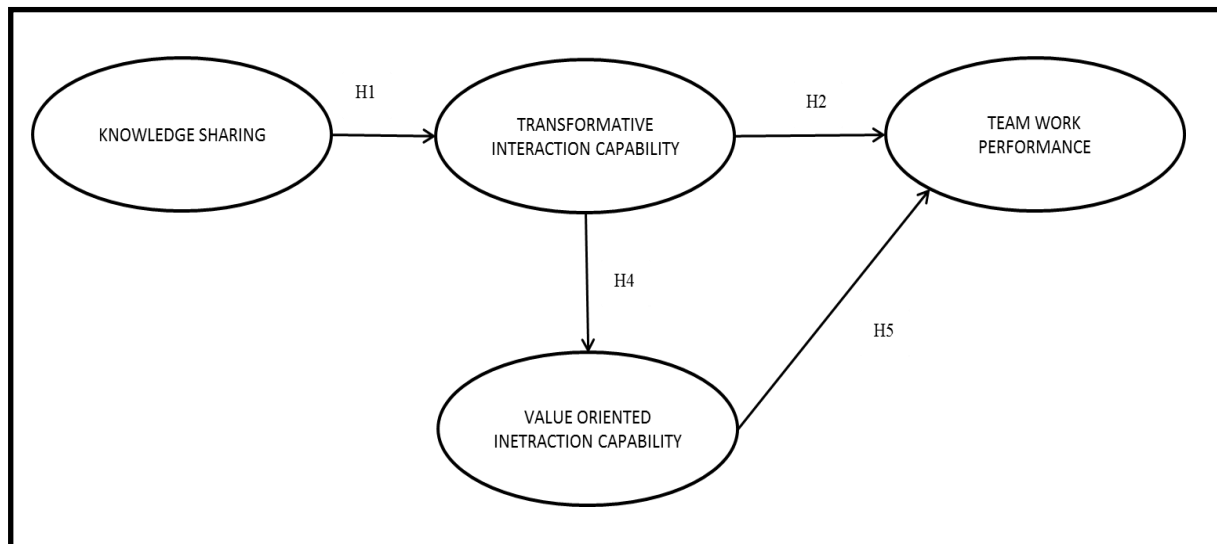 H1
H2
KNOWLEDGE SHARING
TRANSFORMATIVE
INTERACTION CAPABILITY
TEAM WORK
PERFORMANCE
H4
H5
VALUE ORIENTED
INETRACTION CAPABILITY